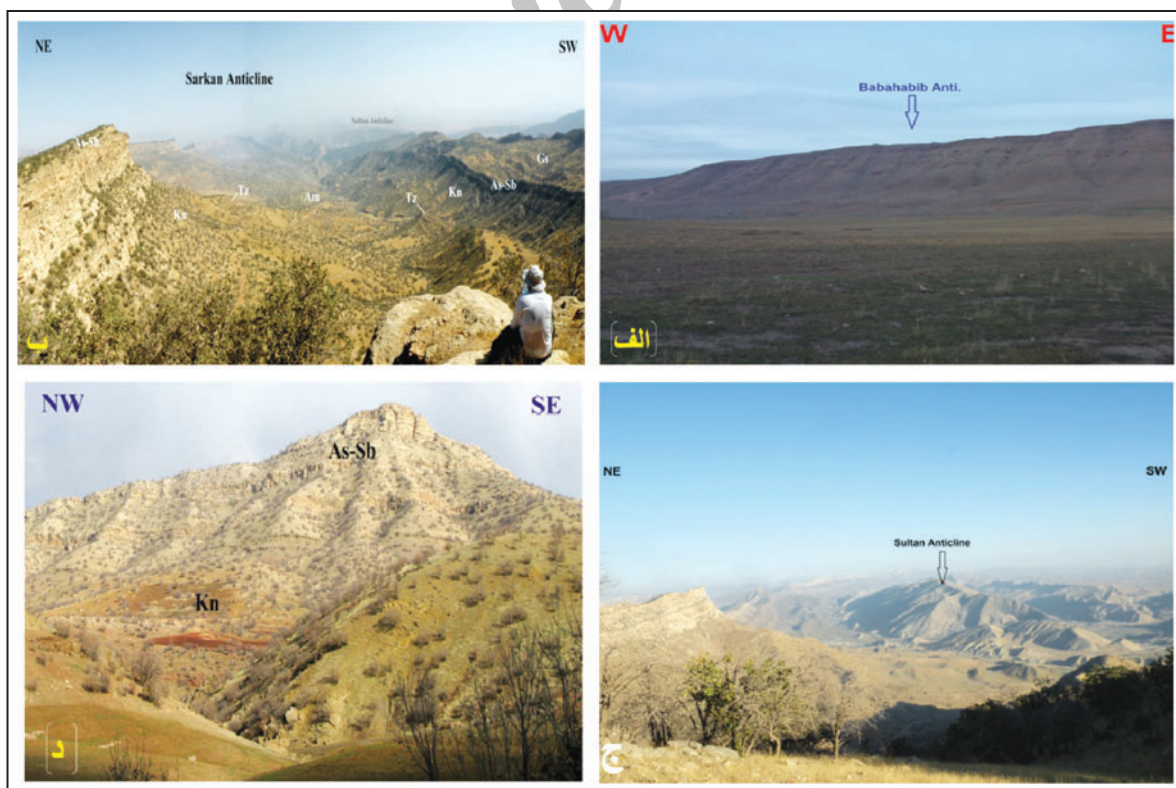 W E
Babahabib Anti.
الف
NE SW
Sarkan Anticline
Sultan Anticline
As-Sb
Gs
Tz Am Tz Kn As-Sb
Kn
ب
NE SW
Sultan Anticline
ج
NW SE
As-Sb
Kn
د